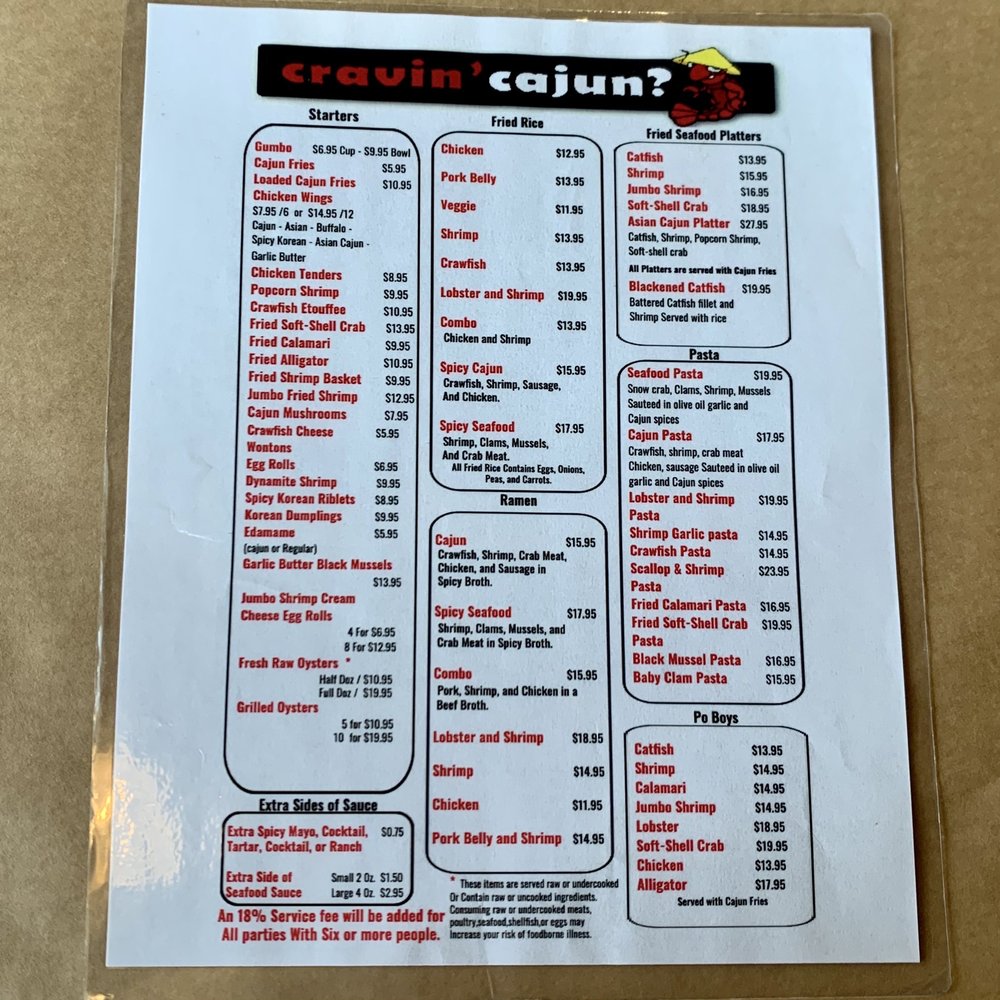 cravin' cajun?
Starters
Gumbo $6.95 Cup - $9.95 Bowl
Cajun Fries $5.95
Loaded Cajun Fries $10.95
Chicken Wings
$7.95 /6 or $14.95 /12
Cajun - Asian - Buffalo -
Spicy Korean - Asian Cajun -
Garlic Butter
Chicken Tenders $8.95
Popcorn Shrimp $9.95
Crawfish Etouffee $10.95
Fried Soft-Shell Crab $13.95
Fried Calamari $9.95
Fried Alligator $10.95
Fried Shrimp Basket $9.95
Jumbo Fried Shrimp $12.95
Cajun Mushrooms $7.95
Crawfish Cheese $5.95
Wontons
Egg Rolls $6.95
Dynamite Shrimp $9.95
Spicy Korean Riblets $8.95
Korean Dumplings $9.95
Edamame $5.95
(cajun or Regular)
Garlic Butter Black Mussels
$13.95
Jumbo Shrimp Cream
Cheese Egg Rolls
4 For $6.95
8 For $12.95
Fresh Raw Oysters *
Half Doz / $10.95
Full Doz / $19.95
Grilled Oysters
5 for $10.95
10 for $19.95
Extra Sides of Sauce
Extra Spicy Mayo, Cocktail, $0.75
Tartar, Cocktail, or Ranch
Extra Side of Small 2 Oz. $1.50
Seafood Sauce Large 4 Oz. $2.95
An 18% Service fee will be added for
All parties With Six or more people.
Fried Rice
Chicken $12.95
Pork Belly $13.95
Veggie $11.95
Shrimp $13.95
Crawfish $13.95
Lobster and Shrimp $19.95
Combo $13.95
Chicken and Shrimp
Spicy Cajun $15.95
Crawfish, Shrimp, Sausage,
And Chicken.
Spicy Seafood $17.95
Shrimp, Clams, Mussels,
And Crab Meat.
All Fried Rice Contains Eggs, Onions,
Peas, and Carrots.
Ramen
Cajun $15.95
Crawfish, Shrimp, Crab Meat,
Chicken, and Sausage in
Spicy Broth.
Spicy Seafood $17.95
Shrimp, Clams, Mussels, and
Crab Meat in Spicy Broth.
Combo $15.95
Pork, Shrimp, and Chicken in a
Beef Broth.
Lobster and Shrimp $18.95
Shrimp $14.95
Chicken $11.95
Pork Belly and Shrimp $14.95
* These items are served raw or undercooked
Or Contain raw or uncooked ingredients.
Consuming raw or undercooked meats,
poultry,seafood,shellfish,or eggs may
Increase your risk of foodborne illness.
Fried Seafood Platters
Catfish $13.95
Shrimp $15.95
Jumbo Shrimp $16.95
Soft-Shell Crab $18.95
Asian Cajun Platter $27.95
Catfish, Shrimp, Popcorn Shrimp,
Soft-shell crab
All Platters are served with Cajun Fries
Blackened Catfish $19.95
Battered Catfish fillet and
Shrimp Served with rice
Pasta
Seafood Pasta $19.95
Snow crab, Clams, Shrimp, Mussels
Sauteed in olive oil garlic and
Cajun spices
Cajun Pasta $17.95
Crawfish, shrimp, crab meat
Chicken, sausage Sauteed in olive oil
garlic and Cajun spices
Lobster and Shrimp $19.95
Pasta
Shrimp Garlic pasta $14.95
Crawfish Pasta $14.95
Scallop & Shrimp $23.95
Pasta
Fried Calamari Pasta $16.95
Fried Soft-Shell Crab $19.95
Pasta
Black Mussel Pasta $16.95
Baby Clam Pasta $15.95
Po Boys
Catfish $13.95
Shrimp $14.95
Calamari $14.95
Jumbo Shrimp $14.95
Lobster $18.95
Soft-Shell Crab $19.95
Chicken $13.95
Alligator $17.95
Served with Cajun Fries